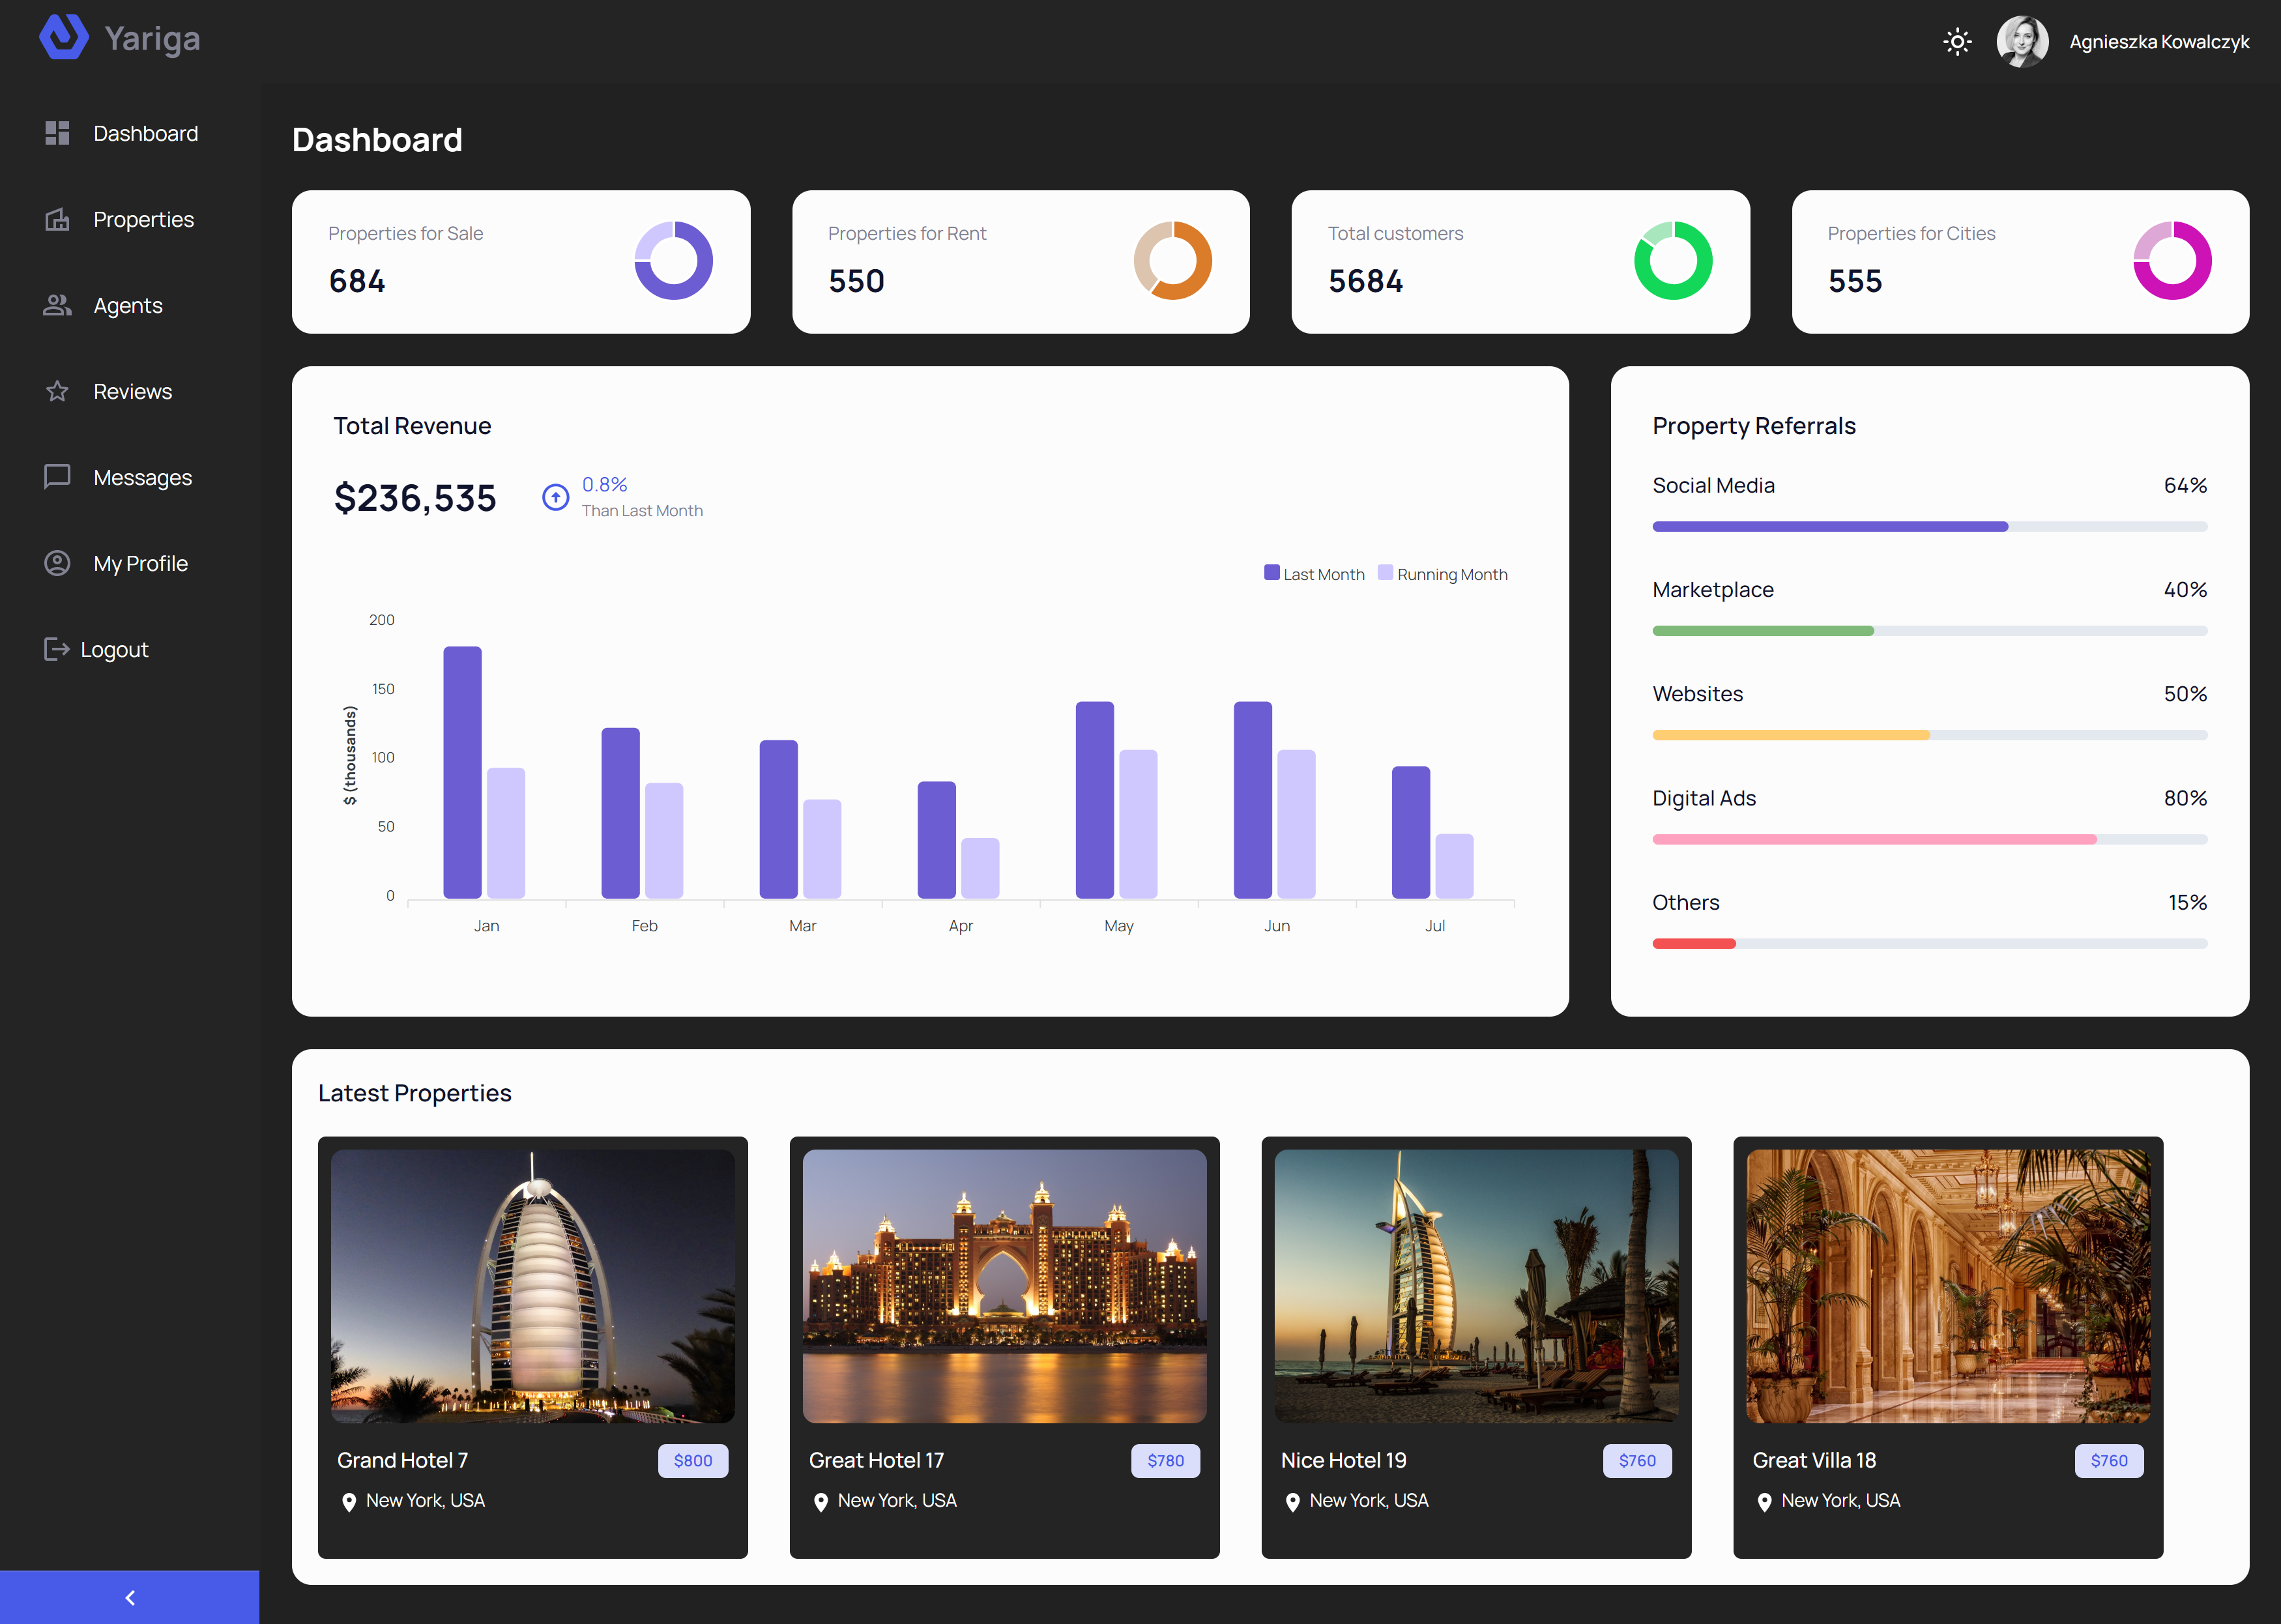 Yariga
Agnieszka Kowalczyk
Dashboard
Properties
Agents
Reviews
Messages
My Profile
Logout
Dashboard
Properties for Sale
684
Properties for Rent
550
Total customers
5684
Properties for Cities
555
Total Revenue
$236,535
0.8%
Than Last Month
Last Month
Running Month
$ (thousands)
200
150
100
50
0
Jan
Feb
Mar
Apr
May
Jun
Jul
Property Referrals
Social Media 64%
Marketplace 40%
Websites 50%
Digital Ads 80%
Others 15%
Latest Properties
Grand Hotel 7 $800
New York, USA
Great Hotel 17 $780
New York, USA
Nice Hotel 19 $760
New York, USA
Great Villa 18 $760
New York, USA